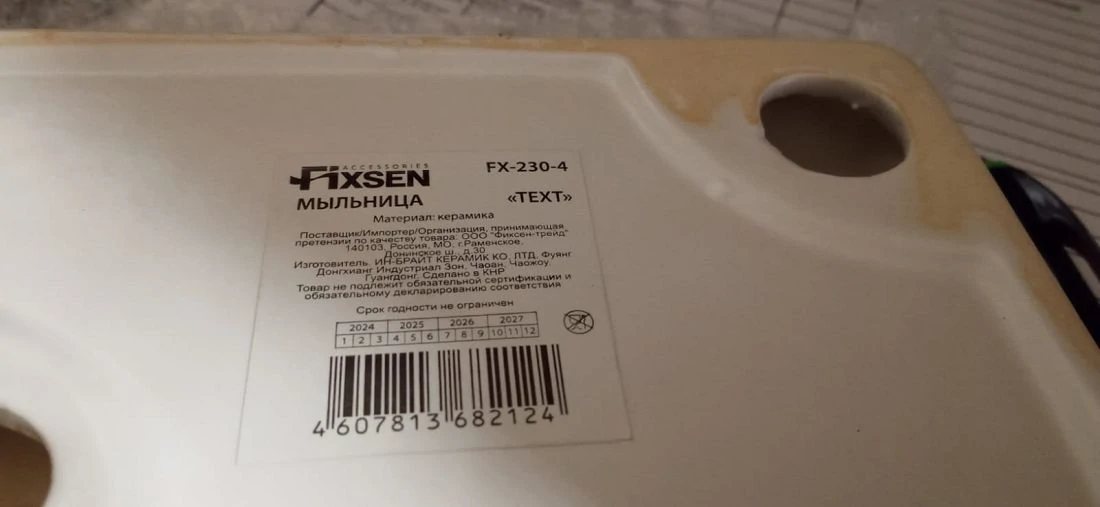 ACCESSORIES
FIXSEN FX-230-4
МЫЛЬНИЦА «TEXT»
Материал: керамика
Поставщик/Импортер/Организация, принимающая
претензии по качеству товара: ООО "Фиксен-трейд"
140103, Россия, МО, г.Раменское,
Донинское ш., д.30
Изготовитель: ИН-БРАЙТ КЕРАМИК КО. ЛТД, Фуянг
Донгхианг Индустриал Зон, Чаоан, Чаожоу,
Гуангдонг. Сделано в КНР
Товар не подлежит обязательной сертификации и
обязательному декларированию соответствия
Срок годности не ограничен
2024 2025 2026 2027
1 2 3 4 5 6 7 8 9 10 11 12
4 607813 682124